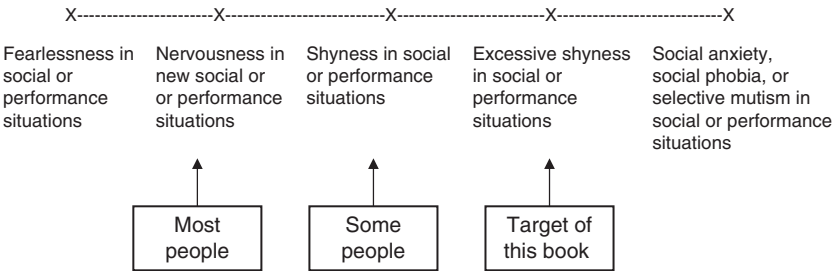 X-----------------------X----------------------------X-------------------------X-----------------------------X
Fearlessness in
social or
performance
situations
Nervousness in
new social or
or performance
situations
Shyness in social
or performance
situations
Excessive shyness
in social or
performance
situations
Social anxiety,
social phobia, or
selective mutism in
social or performance
situations
Most
people
Some
people
Target of
this book